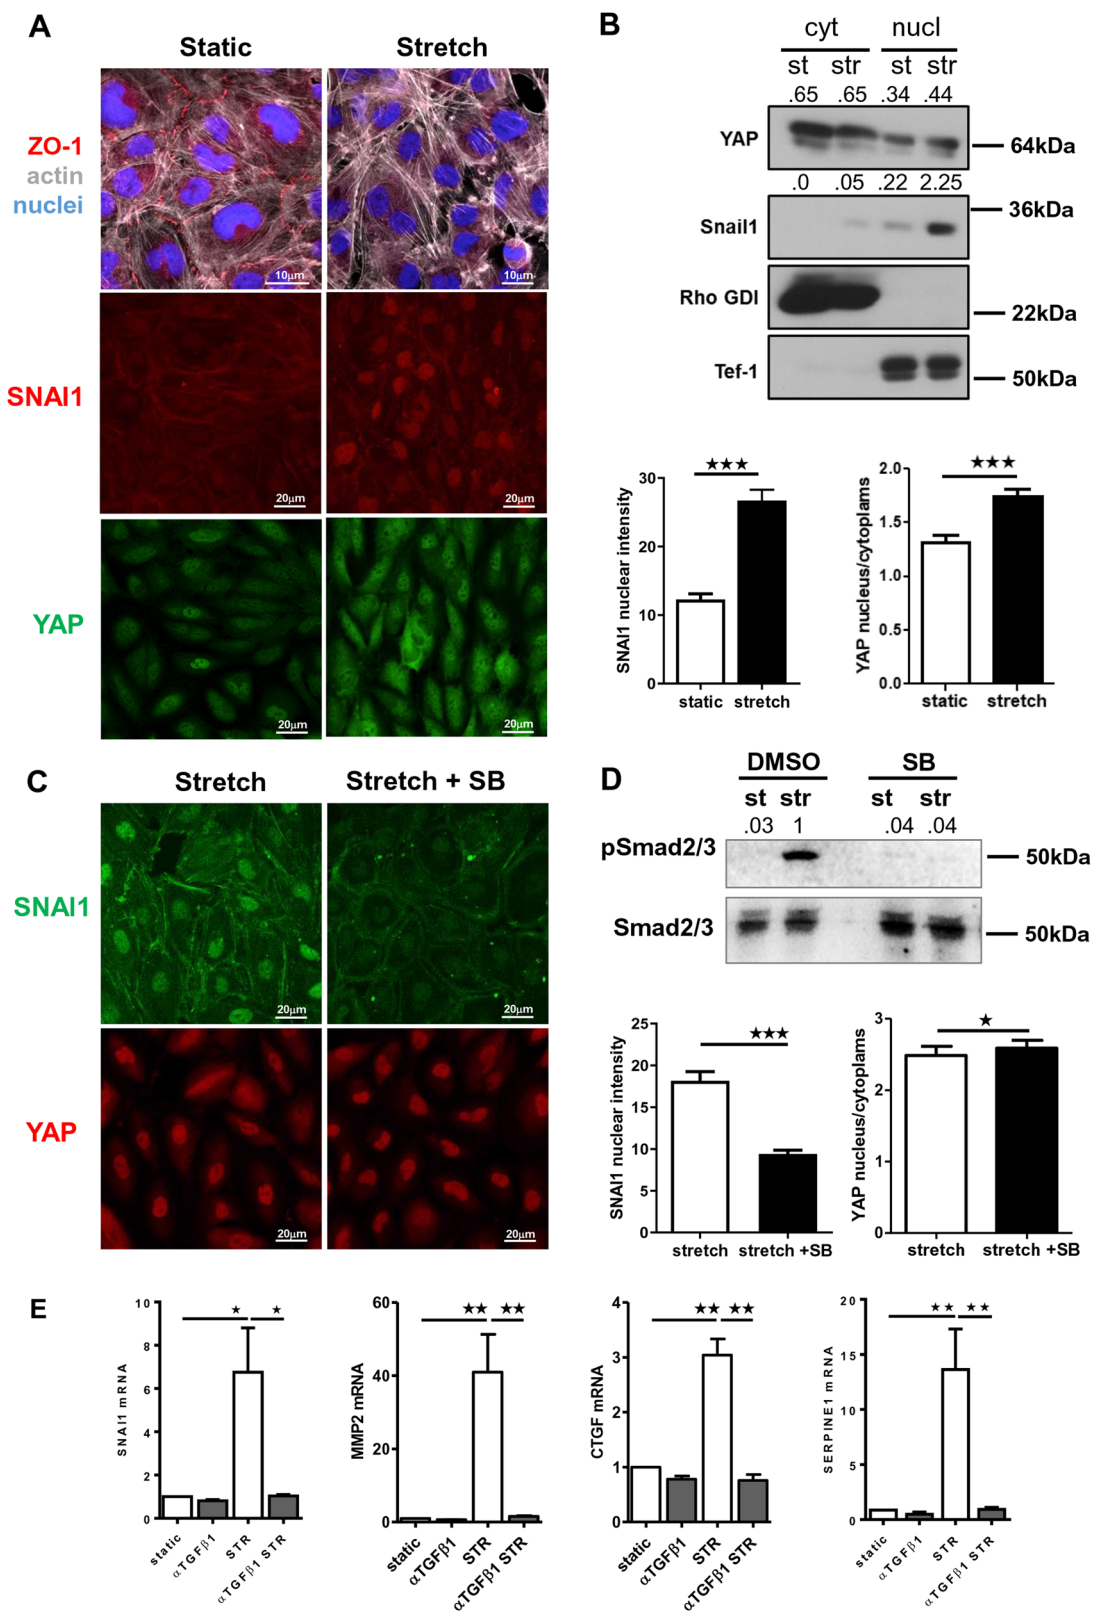 A
Static
Stretch
ZO-1
actin
nuclei
10μm
10μm
SNAI1
20μm
20μm
YAP
20μm
20μm
B
cyt
nucl
st
str
st
str
.65
.65
.34
.44
YAP
64kDa
.0
.05
.22
2.25
36kDa
Snail1
Rho GDI
22kDa
Tef-1
50kDa
SNAI1 nuclear intensity
30
20
10
0
★★★
static
stretch
YAP nucleus/cytoplams
2.0
1.5
1.0
0.5
0.0
★★★
static
stretch
C
Stretch
Stretch + SB
SNAI1
20μm
20μm
YAP
20μm
20μm
D
DMSO
SB
st
str
st
str
.03
1
.04
.04
pSmad2/3
50kDa
Smad2/3
50kDa
SNAI1 nuclear intensity
25
20
15
10
5
0
★★★
stretch
stretch +SB
YAP nucleus/cytoplams
3
2
1
0
★
stretch
stretch +SB
E
SNAI1 mRNA
10
8
6
4
2
0
★
★
static
αTGFβ1
STR
αTGFβ1 STR
MMP2 mRNA
60
40
20
0
★★
★★
static
αTGFβ1
STR
αTGFβ1 STR
CTGF mRNA
4
3
2
1
0
★★
★★
static
αTGFβ1
STR
αTGFβ1 STR
SERPINE1 mRNA
20
15
10
5
0
★★
★★
static
αTGFβ1
STR
αTGFβ1 STR